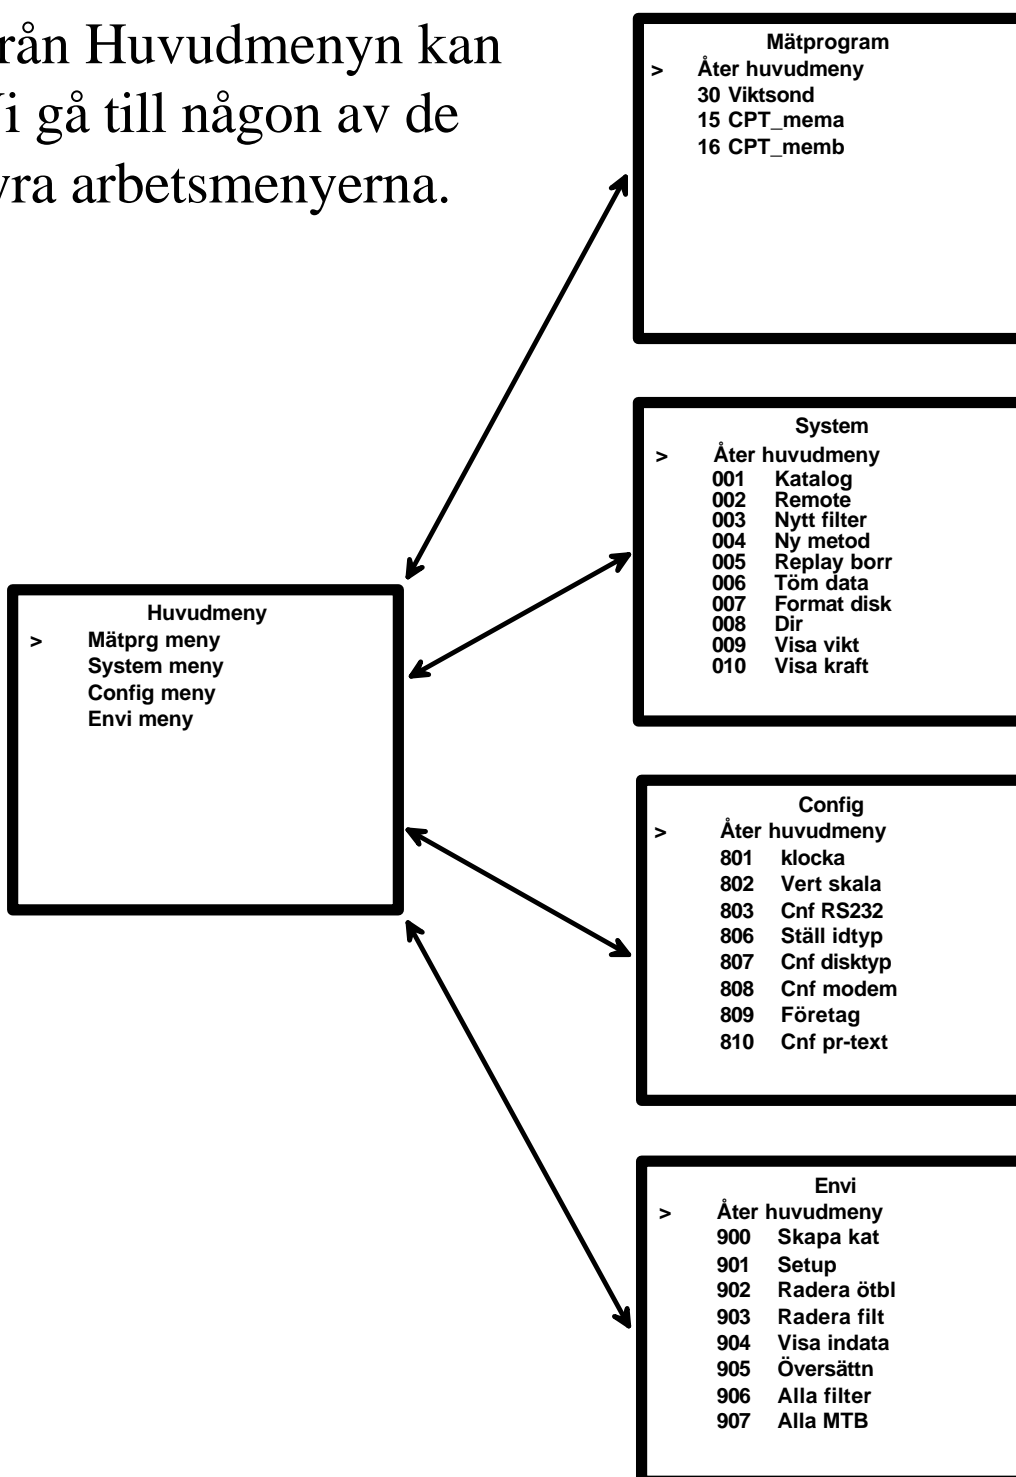 rån Huvudmenyn kan
i gå till någon av de
yra arbetsmenyerna.
Mätprogram
> Åter huvudmeny
30 Viktsond
15 CPT_mema
16 CPT_memb
System
> Åter huvudmeny
001 Katalog
002 Remote
003 Nytt filter
004 Ny metod
005 Replay borr
006 Töm data
007 Format disk
008 Dir
009 Visa vikt
010 Visa kraft
Huvudmeny
> Mätprg meny
System meny
Config meny
Envi meny
Config
> Åter huvudmeny
801 klocka
802 Vert skala
803 Cnf RS232
806 Ställ idtyp
807 Cnf disktyp
808 Cnf modem
809 Företag
810 Cnf pr-text
Envi
> Åter huvudmeny
900 Skapa kat
901 Setup
902 Radera ötbl
903 Radera filt
904 Visa indata
905 Översättn
906 Alla filter
907 Alla MTB